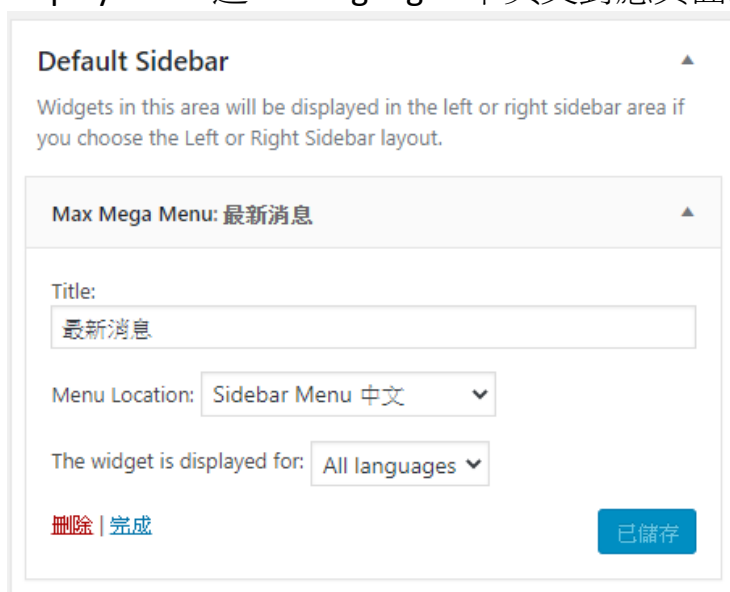 Default Sidebar
Widgets in this area will be displayed in the left or right sidebar area if
you choose the Left or Right Sidebar layout.
Max Mega Menu: 最新消息
Title:
最新消息
Menu Location: Sidebar Menu 中文
The widget is displayed for: All languages
刪除 | 完成
已儲存